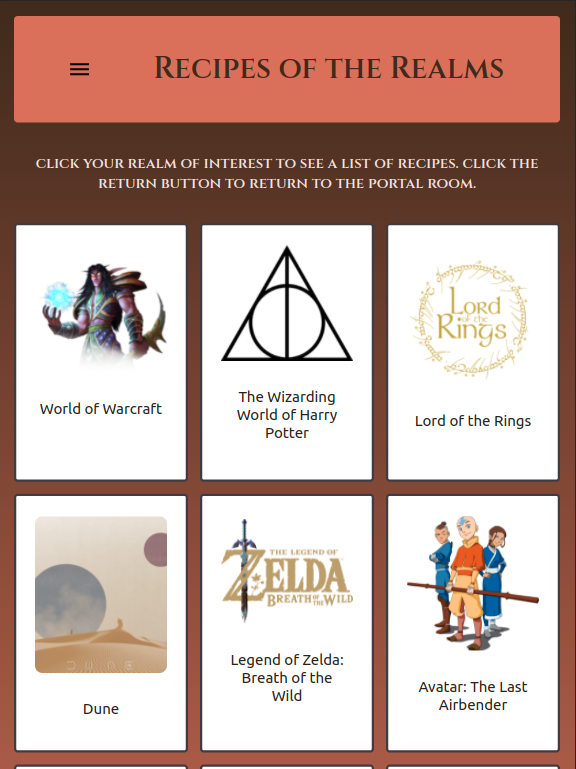 Recipes of the Realms
CLICK YOUR REALM OF INTEREST TO SEE A LIST OF RECIPES. CLICK THE
RETURN BUTTON TO RETURN TO THE PORTAL ROOM.
World of Warcraft
The Wizarding
World of Harry
Potter
Lord
of the
Rings
Lord of the Rings
DUNE
Dune
THE LEGEND OF
ZELDA
BREATH OF THE WILD
Legend of Zelda:
Breath of the
Wild
Avatar: The Last
Airbender